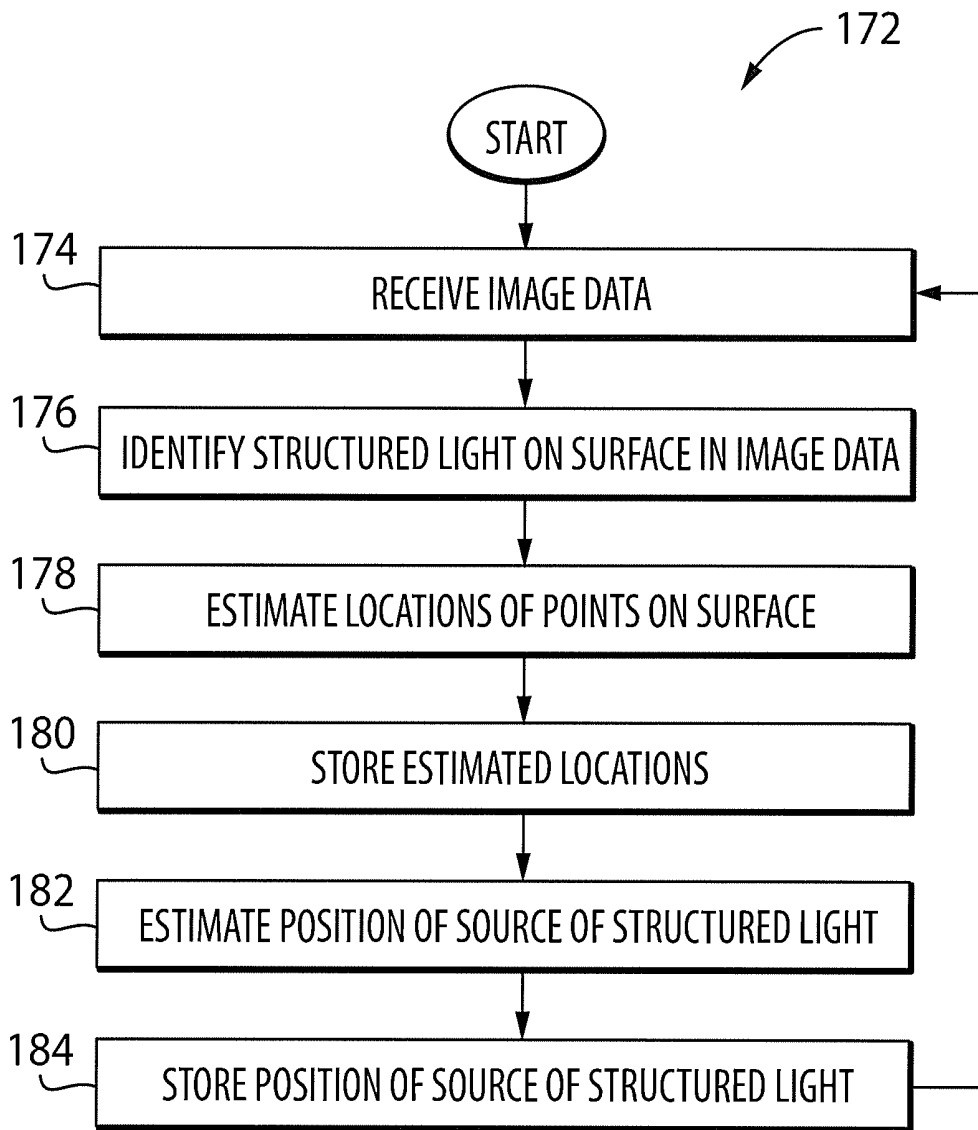 172
START
174
RECEIVE IMAGE DATA
176
IDENTIFY STRUCTURED LIGHT ON SURFACE IN IMAGE DATA
178
ESTIMATE LOCATIONS OF POINTS ON SURFACE
180
STORE ESTIMATED LOCATIONS
182
ESTIMATE POSITION OF SOURCE OF STRUCTURED LIGHT
184
STORE POSITION OF SOURCE OF STRUCTURED LIGHT